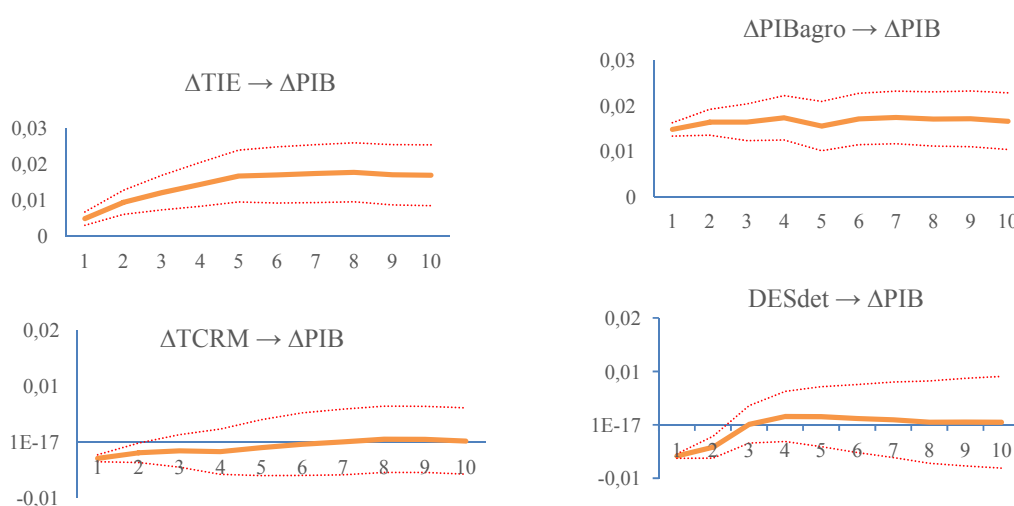 ΔTIE → ΔPIB
0,03
0,02
0,01
0
1 2 3 4 5 6 7 8 9 10
ΔPIBagro → ΔPIB
0,03
0,02
0,01
0
1 2 3 4 5 6 7 8 9 10
ΔTCRM → ΔPIB
0,02
0,01
1E-17
-0,01
1 2 3 4 5 6 7 8 9 10
DESdet → ΔPIB
0,02
0,01
1E-17
-0,01
1 2 3 4 5 6 7 8 9 10